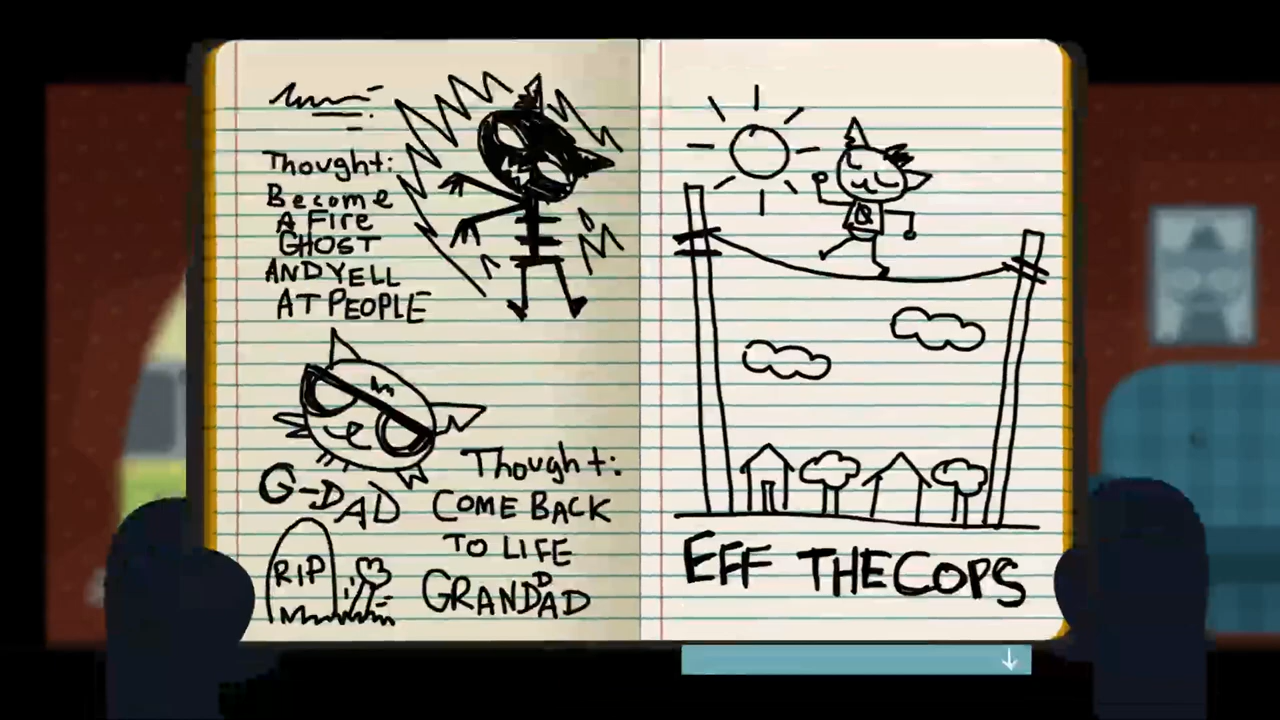 Thought:
Become
A Fire
GHOST
AND YELL
AT PEOPLE
G-DAD
RIP
Thought:
COME BACK
TO LIFE
GRANDDAD
EFF THE COPS